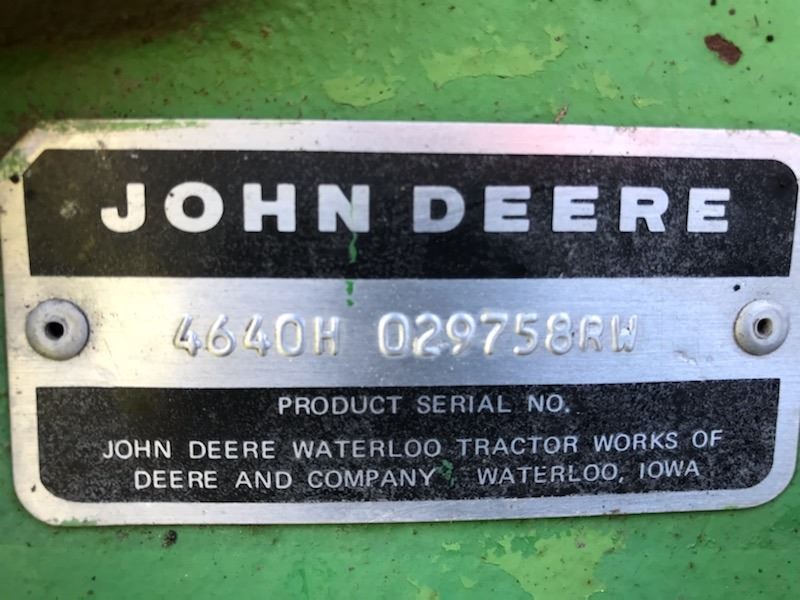 JOHN DEERE
4640H 029758RW
PRODUCT SERIAL NO.
JOHN DEERE WATERLOO TRACTOR WORKS OF
DEERE AND COMPANY WATERLOO, IOWA